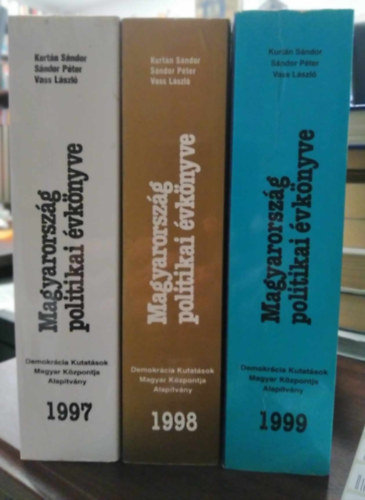 Kurtán Sándor
Sándor Péter
Vass László
Magyarország
politikai évkönyve
Demokrácia Kutatások
Magyar Központja
Alapítvány
1997
Kurtán Sándor
Sándor Péter
Vass László
Magyarország
politikai évkönyve
Demokrácia Kutatások
Magyar Központja
Alapítvány
1998
Kurtán Sándor
Sándor Péter
Vass László
Magyarország
politikai évkönyve
Demokrácia Kutatások
Magyar Központja
Alapítvány
1999